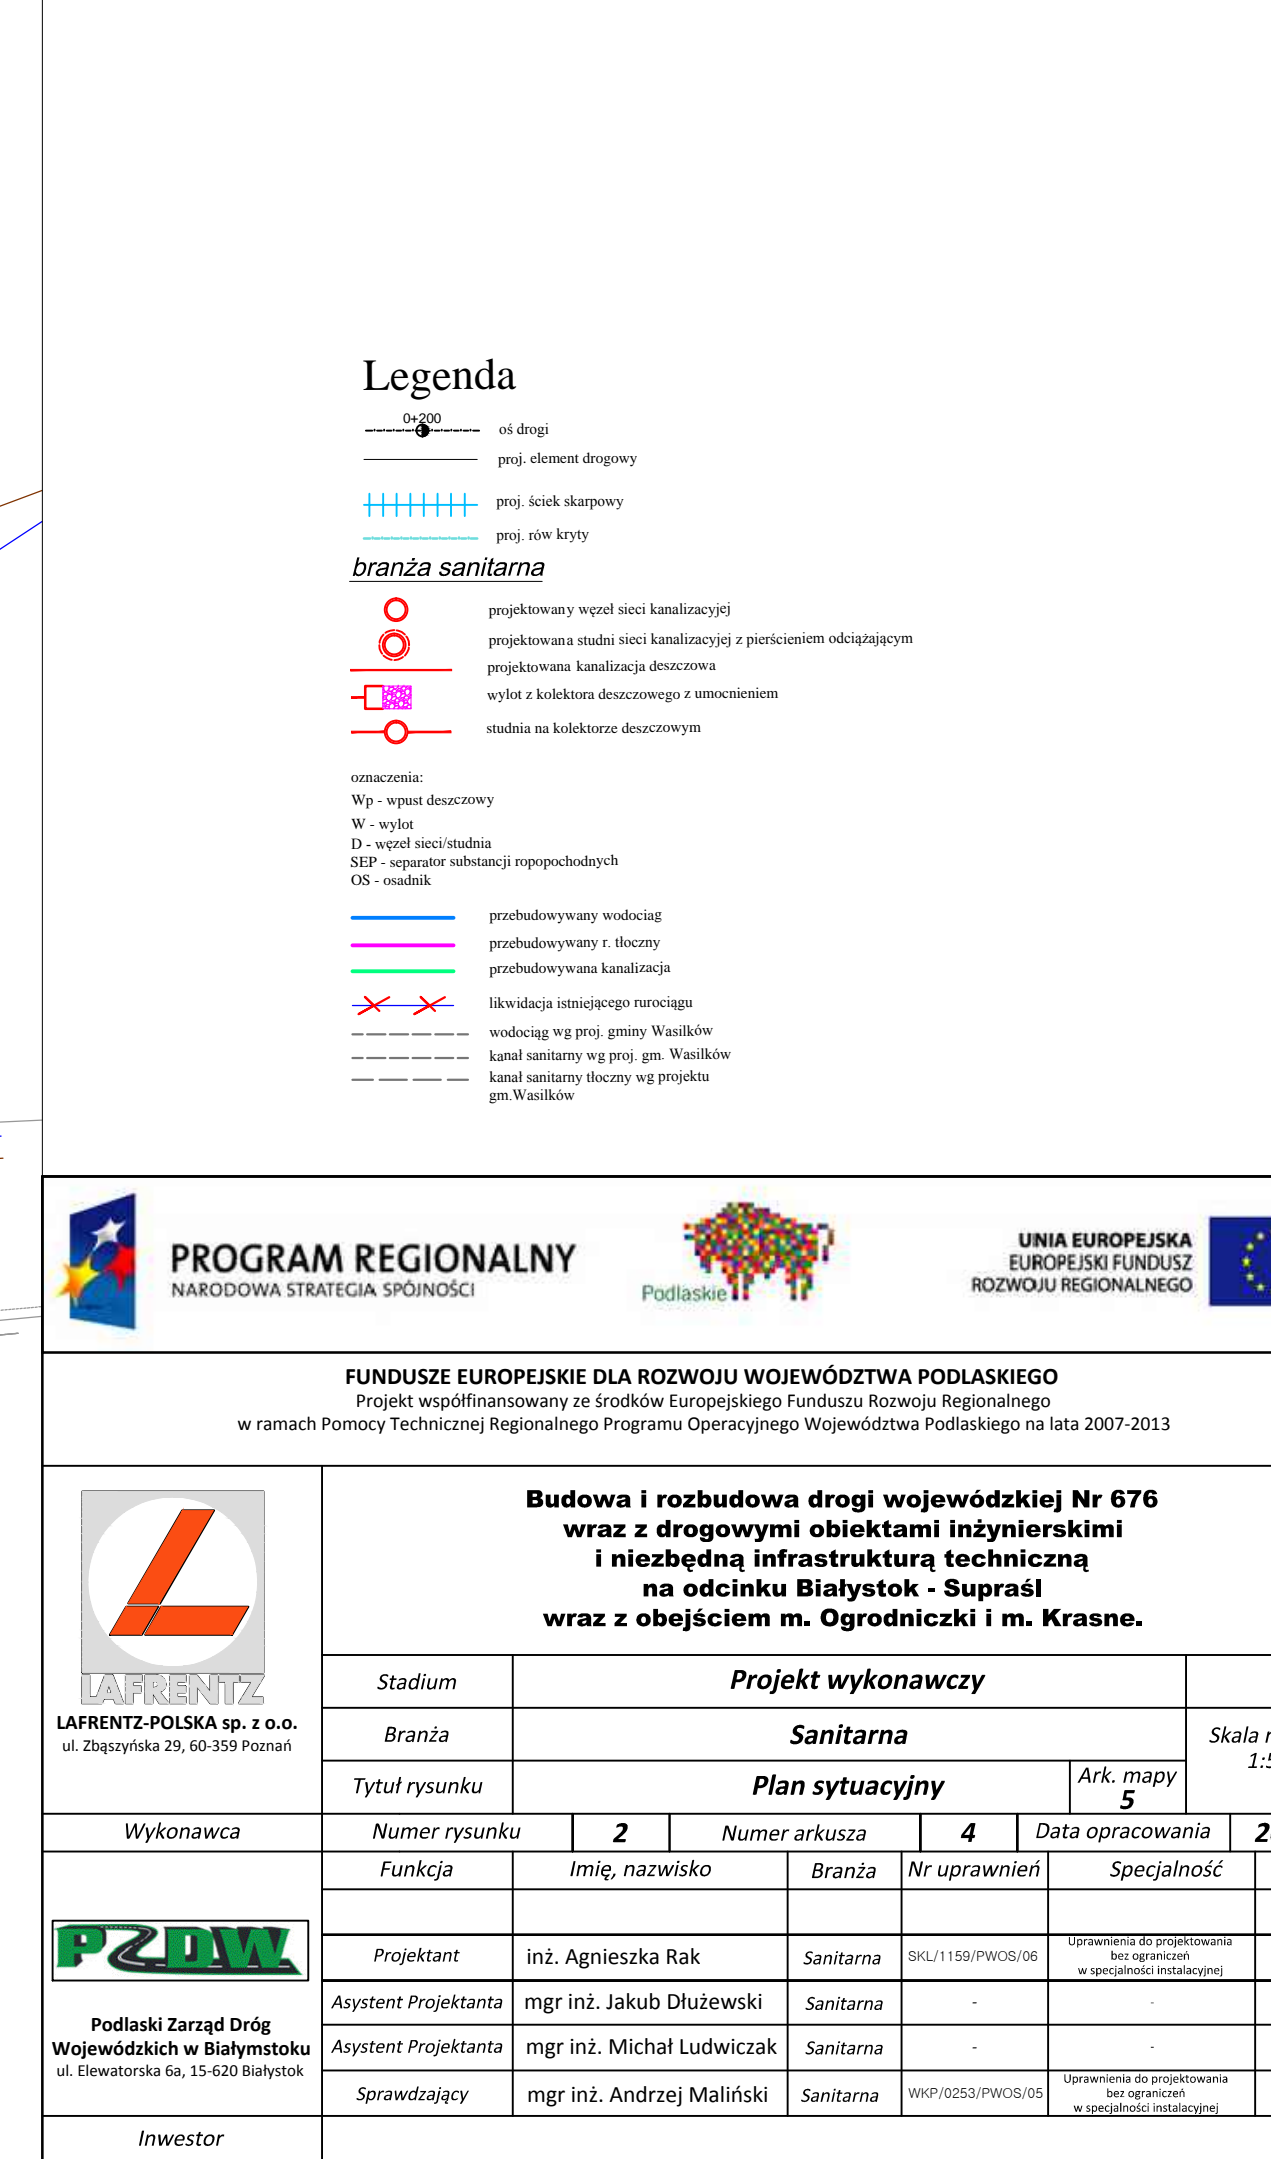 Legenda
0+200
oś drogi
proj. element drogowy
proj. ściek skarpowy
proj. rów kryty
branża sanitarna
projektowany węzeł sieci kanalizacyjej
projektowana studni sieci kanalizacyjej z pierścieniem odciążającym
projektowana kanalizacja deszczowa
wylot z kolektora deszczowego z umocnieniem
studnia na kolektorze deszczowym
oznaczenia:
Wp - wpust deszczowy
W - wylot
D - węzeł sieci/studnia
SEP - separator substancji ropopochodnych
OS - osadnik
przebudowywany wodociag
przebudowywany r. tłoczny
przebudowywana kanalizacja
likwidacja istniejącego rurociągu
wodociąg wg proj. gminy Wasilków
kanał sanitarny wg proj. gm. Wasilków
kanał sanitarny tłoczny wg projektu
gm.Wasilków
PROGRAM REGIONALNY
NARODOWA STRATEGIA SPÓJNOŚCI
Podlaskie
UNIA EUROPEJSKA
EUROPEJSKI FUNDUSZ
ROZWOJU REGIONALNEGO
FUNDUSZE EUROPEJSKIE DLA ROZWOJU WOJEWÓDZTWA PODLASKIEGO
Projekt współfinansowany ze środków Europejskiego Funduszu Rozwoju Regionalnego
w ramach Pomocy Technicznej Regionalnego Programu Operacyjnego Województwa Podlaskiego na lata 2007-2013
LAFRENTZ
LAFRENTZ-POLSKA sp. z o.o.
ul. Zbąszyńska 29, 60-359 Poznań
Budowa i rozbudowa drogi wojewódzkiej Nr 676
wraz z drogowymi obiektami inżynierskimi
i niezbędną infrastrukturą techniczną
na odcinku Białystok - Supraśl
wraz z obejściem m. Ogrodniczki i m. Krasne.
Stadium Projekt wykonawczy
Branża Sanitarna Skala
Tytuł rysunku Plan sytuacyjny Ark. mapy
5
Wykonawca Numer rysunku 2 Numer arkusza 4 Data opracowania
Funkcja Imię, nazwisko Branża Nr uprawnień Specjalność
Projektant inż. Agnieszka Rak Sanitarna SKL/1159/PWOS/06 Uprawnienia do projektowania
bez ograniczeń
w specjalności instalacyjnej
Asystent Projektanta mgr inż. Jakub Dłużewski Sanitarna - -
Asystent Projektanta mgr inż. Michał Ludwiczak Sanitarna - -
Sprawdzający mgr inż. Andrzej Maliński Sanitarna WKP/0253/PWOS/05 Uprawnienia do projektowania
bez ograniczeń
w specjalności instalacyjnej
PZDW
Podlaski Zarząd Dróg
Wojewódzkich w Białymstoku
ul. Elewatorska 6a, 15-620 Białystok
Inwestor